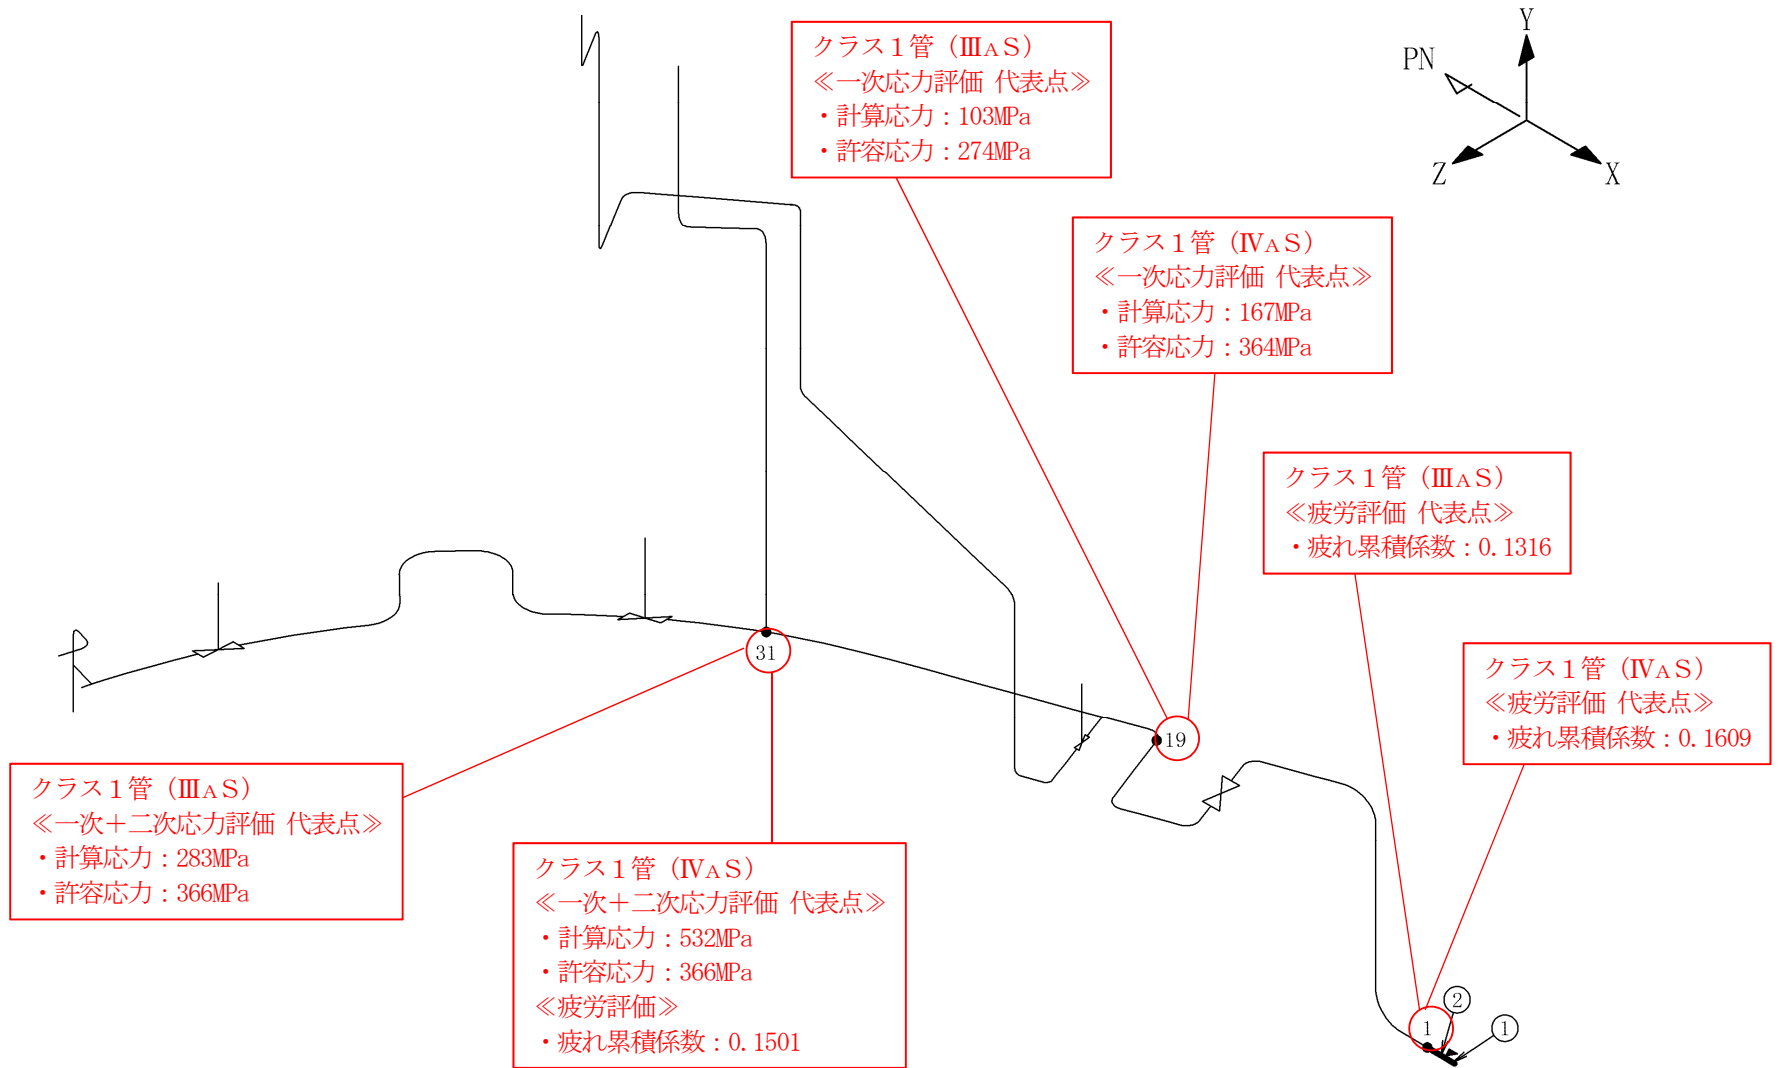 クラス１管（ⅢAＳ）
≪一次応力評価 代表点≫
・計算応力：103MPa
・許容応力：274MPa
Y
PN
Z
X
クラス１管（ⅣAＳ）
≪一次応力評価 代表点≫
・計算応力：167MPa
・許容応力：364MPa
クラス１管（ⅢAＳ）
≪疲労評価 代表点≫
・疲れ累積係数：0.1316
31
19
クラス１管（ⅣAＳ）
≪疲労評価 代表点≫
・疲れ累積係数：0.1609
クラス１管（ⅢAＳ）
≪一次＋二次応力評価 代表点≫
・計算応力：283MPa
・許容応力：366MPa
クラス１管（ⅣAＳ）
≪一次＋二次応力評価 代表点≫
・計算応力：532MPa
・許容応力：366MPa
≪疲労評価≫
・疲れ累積係数：0.1501
1
2
1